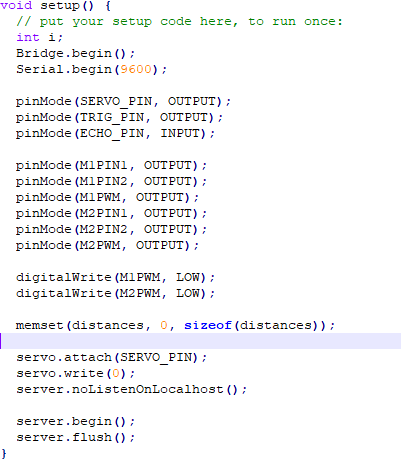 void setup() {
  // put your setup code here, to run once:
  int i;
  Bridge.begin();
  Serial.begin(9600);

  pinMode(SERVO_PIN, OUTPUT);
  pinMode(TRIG_PIN, OUTPUT);
  pinMode(ECHO_PIN, INPUT);

  pinMode(M1PIN1, OUTPUT);
  pinMode(M1PIN2, OUTPUT);
  pinMode(M1PWM, OUTPUT);
  pinMode(M2PIN1, OUTPUT);
  pinMode(M2PIN2, OUTPUT);
  pinMode(M2PWM, OUTPUT);

  digitalWrite(M1PWM, LOW);
  digitalWrite(M2PWM, LOW);

  memset(distances, 0, sizeof(distances));

  servo.attach(SERVO_PIN);
  servo.write(0);
  server.noListenOnLocalhost();

  server.begin();
  server.flush();
}